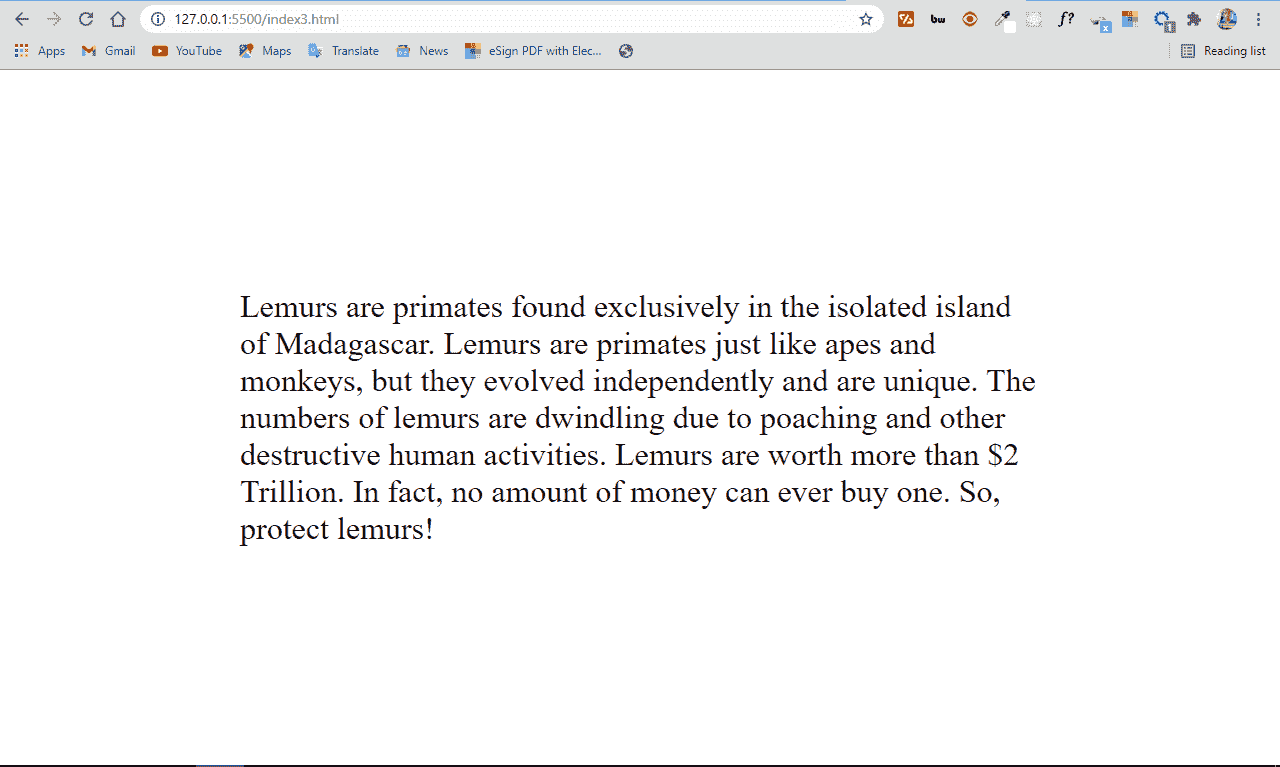 127.0.0.1:5500/index3.html
bw
f?
x
1
Apps
Gmail
YouTube
Maps
Translate
News
eSign PDF with Elec...
Reading list
Lemurs are primates found exclusively in the isolated island
of Madagascar. Lemurs are primates just like apes and
monkeys, but they evolved independently and are unique. The
numbers of lemurs are dwindling due to poaching and other
destructive human activities. Lemurs are worth more than $2
Trillion. In fact, no amount of money can ever buy one. So,
protect lemurs!